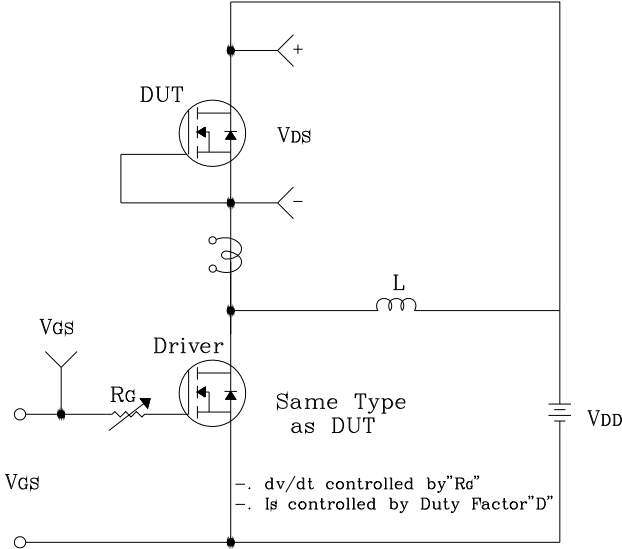 +
DUT
VDS
−
L
VGS
Driver
RG
Same Type
as DUT
VDD
VGS
−. dv/dt controlled by"RG"
−. Is controlled by Duty Factor"D"